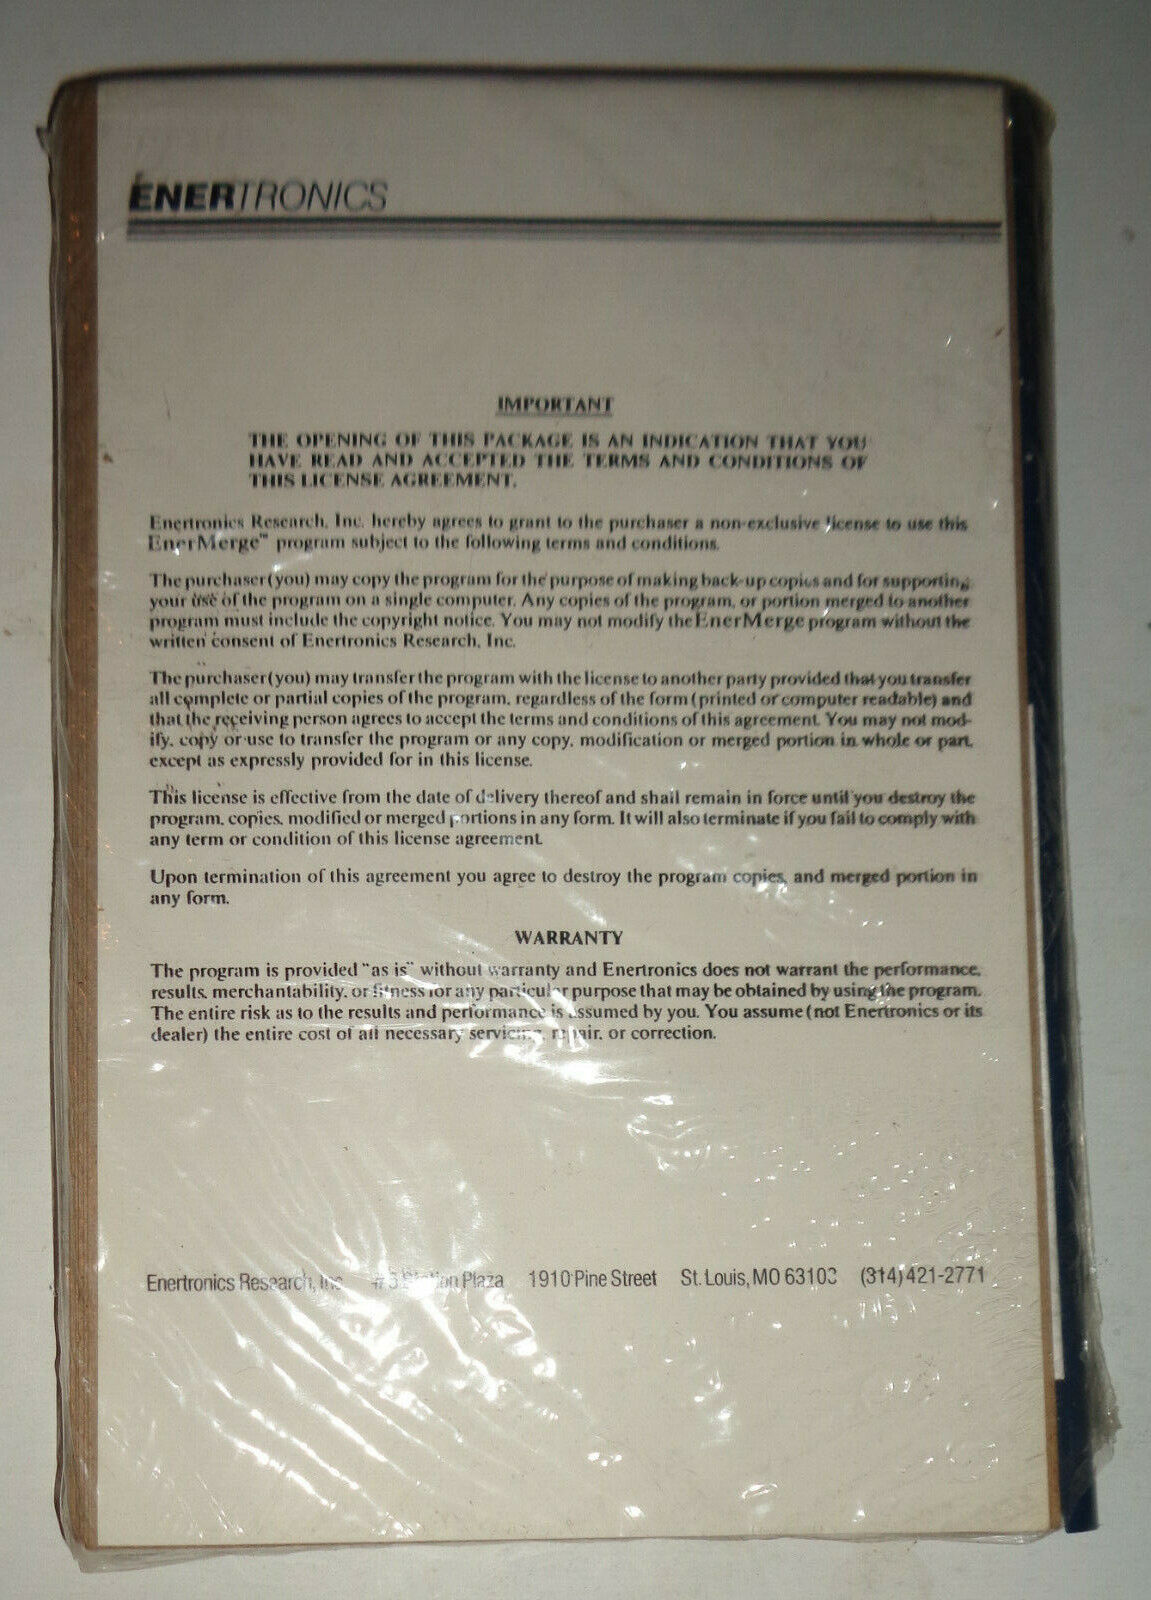 ENERTRONICS
IMPORTANT
THE OPENING OF THIS PACKAGE IS AN INDICATION THAT YOU
HAVE READ AND ACCEPTED THE TERMS AND CONDITIONS OF
THIS LICENSE AGREEMENT.
Enertronics Research, Inc. hereby agrees to grant to the purchaser a non-exclusive license to use this
EnerMerge™ program subject to the following terms and conditions.
The purchaser (you) may copy the program for the purpose of making back-up copies and for supporting
your use of the program on a single computer. Any copies of the program, or portion merged to another
program must include the copyright notice. You may not modify the EnerMerge program without the
written consent of Enertronics Research, Inc.
The purchaser (you) may transfer the program with the license to another party provided that you transfer
all complete or partial copies of the program, regardless of the form (printed or computer readable) and
that the receiving person agrees to accept the terms and conditions of this agreement. You may not mod-
ify, copy or use to transfer the program or any copy, modification or merged portion in whole or part,
except as expressly provided for in this license.
This license is effective from the date of delivery thereof and shall remain in force until you destroy the
program, copies, modified or merged portions in any form. It will also terminate if you fail to comply with
any term or condition of this license agreement.
Upon termination of this agreement you agree to destroy the program copies, and merged portion in
any form.
WARRANTY
The program is provided "as is" without warranty and Enertronics does not warrant the performance,
results, merchantability, or fitness for any particular purpose that may be obtained by using the program.
The entire risk as to the results and performance is assumed by you. You assume (not Enertronics or its
dealer) the entire cost of all necessary servicing, repair, or correction.
Enertronics Research, Inc. #3 Station Plaza 1910 Pine Street St. Louis, MO 63103 (314) 421-2771